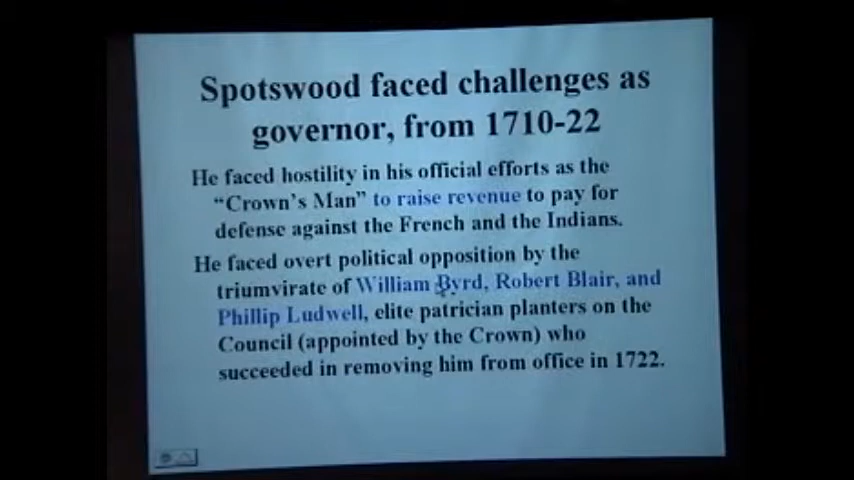 Spotswood faced challenges as
governor, from 1710-22
He faced hostility in his official efforts as the
“Crown’s Man” to raise revenue to pay for
defense against the French and the Indians.
He faced overt political opposition by the
triumvirate of William Byrd, Robert Blair, and
Phillip Ludwell, elite patrician planters on the
Council (appointed by the Crown) who
succeeded in removing him from office in 1722.